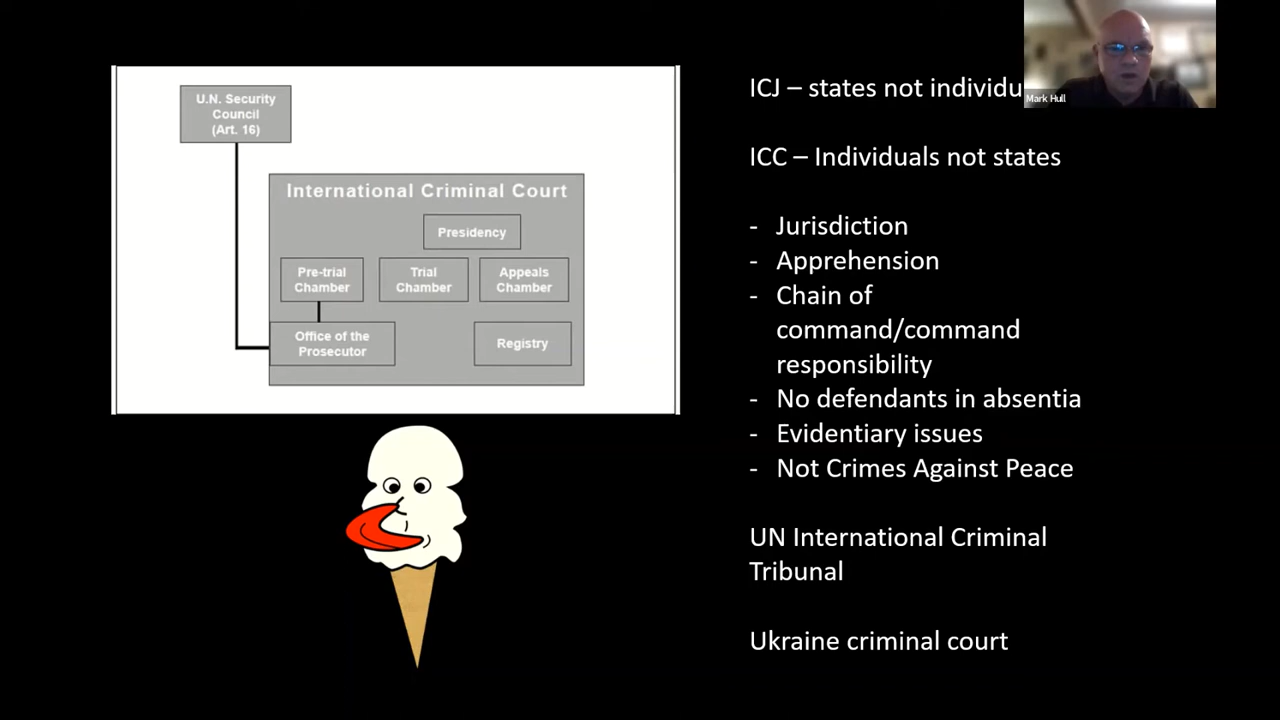 U.N. Security
Council
(Art. 16)
International Criminal Court
Presidency
Pre-trial
Chamber
Trial
Chamber
Appeals
Chamber
Office of the
Prosecutor
Registry
ICJ – states not individu
Mark Hull
ICC – Individuals not states
- Jurisdiction
- Apprehension
- Chain of
command/command
responsibility
- No defendants in absentia
- Evidentiary issues
- Not Crimes Against Peace
UN International Criminal
Tribunal
Ukraine criminal court